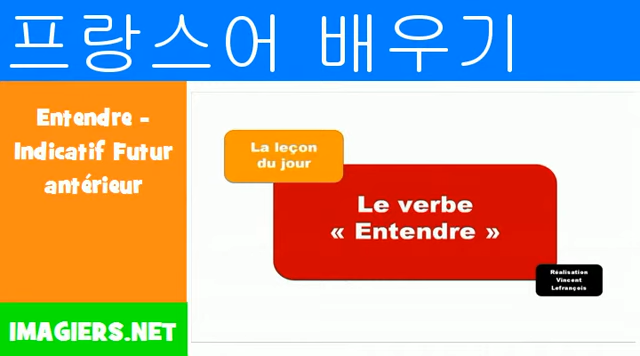 프랑스어 배우기
Entendre -
Indicatif Futur
antérieur
La leçon
du jour
Le verbe
« Entendre »
Réalisation
Vincent
Lefrançois
IMAGIERS.NET